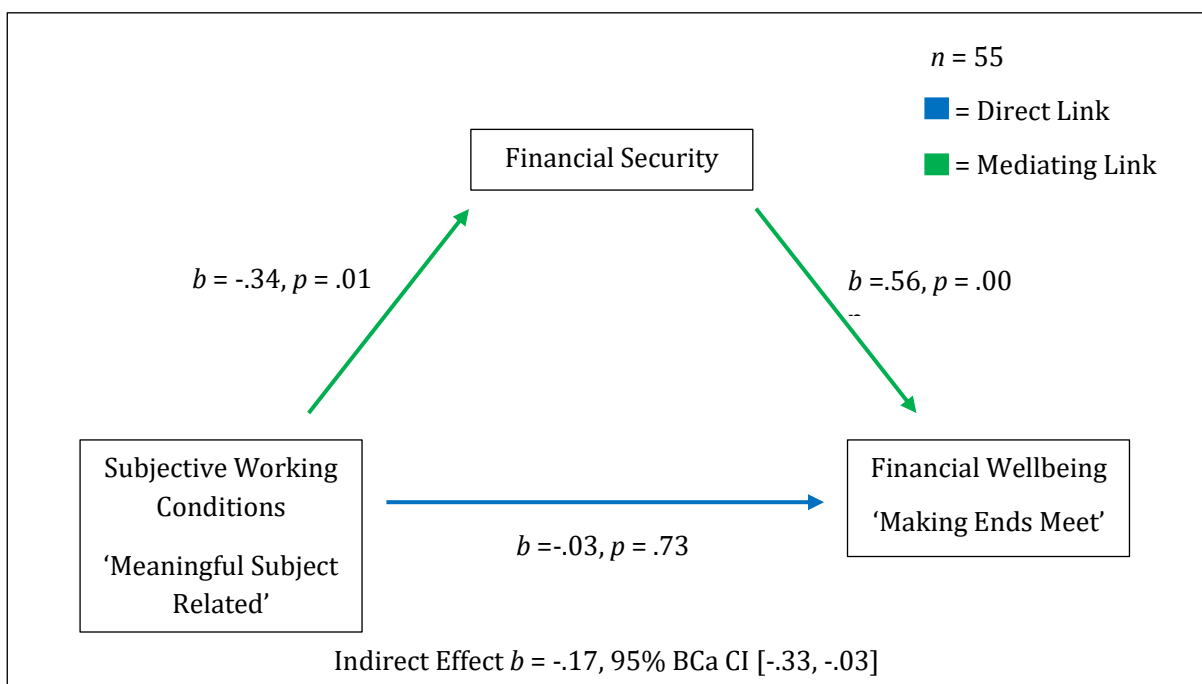 n = 55
= Direct Link
= Mediating Link
Financial Security
b = -.34, p = .01
b =.56, p = .00
Subjective Working
Conditions
‘Meaningful Subject
Related’
Financial Wellbeing
‘Making Ends Meet’
b =-.03, p = .73
Indirect Effect b = -.17, 95% BCa CI [-.33, -.03]